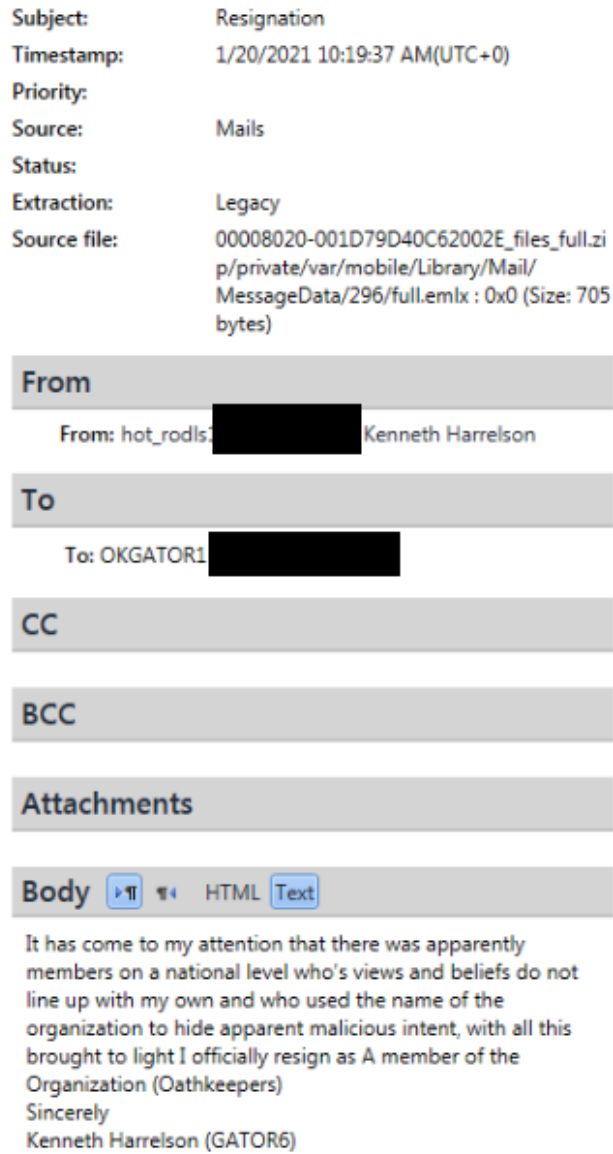 Subject: Resignation
Timestamp: 1/20/2021 10:19:37 AM(UTC+0)
Priority:
Source: Mails
Status:
Extraction: Legacy
Source file: 00008020-001D79D40C62002E_files_full.zi
p/private/var/mobile/Library/Mail/
MessageData/296/full.emlx : 0x0 (Size: 705
bytes)
From
From: hot_rodls Kenneth Harrelson
To
To: OKGATOR1
CC
BCC
Attachments
Body HTML Text
It has come to my attention that there was apparently
members on a national level who's views and beliefs do not
line up with my own and who used the name of the
organization to hide apparent malicious intent, with all this
brought to light I officially resign as A member of the
Organization (Oathkeepers)
Sincerely
Kenneth Harrelson (GATOR6)